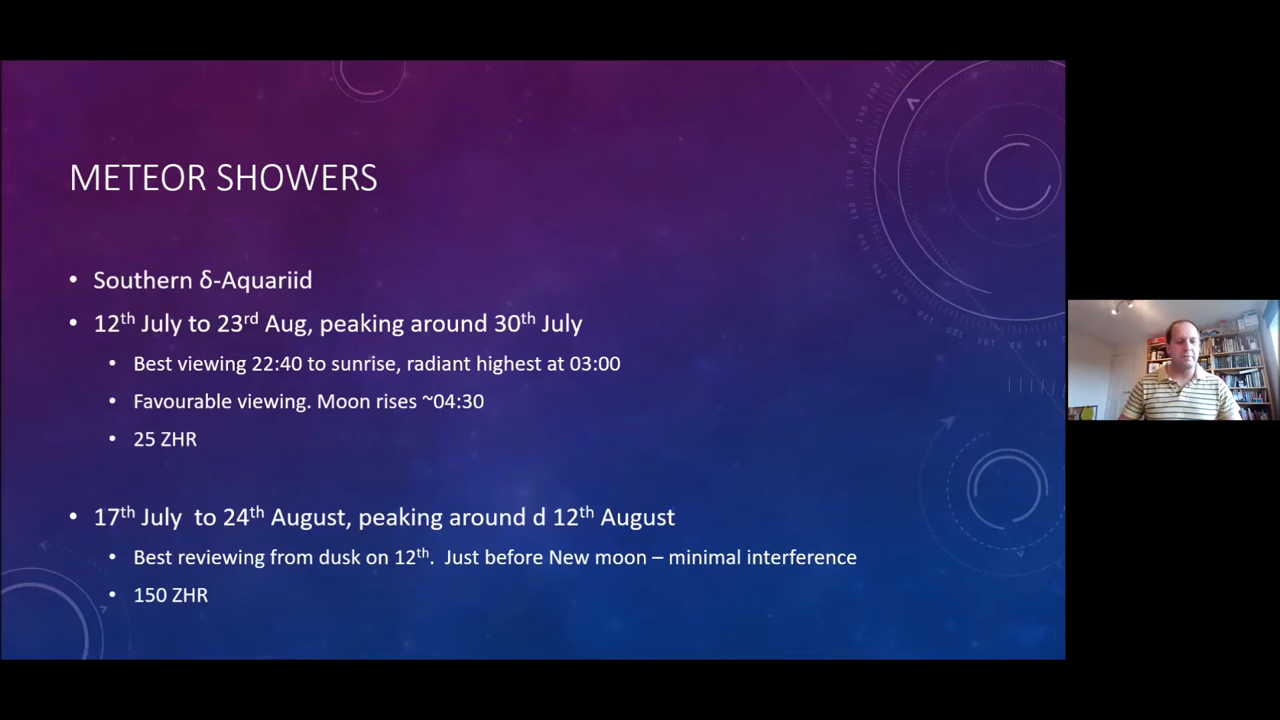 METEOR SHOWERS
• Southern δ-Aquariid
• 12th July to 23rd Aug, peaking around 30th July
• Best viewing 22:40 to sunrise, radiant highest at 03:00
• Favourable viewing. Moon rises ~04:30
• 25 ZHR
• 17th July  to 24th August, peaking around d 12th August
• Best reviewing from dusk on 12th.  Just before New moon – minimal interference
• 150 ZHR